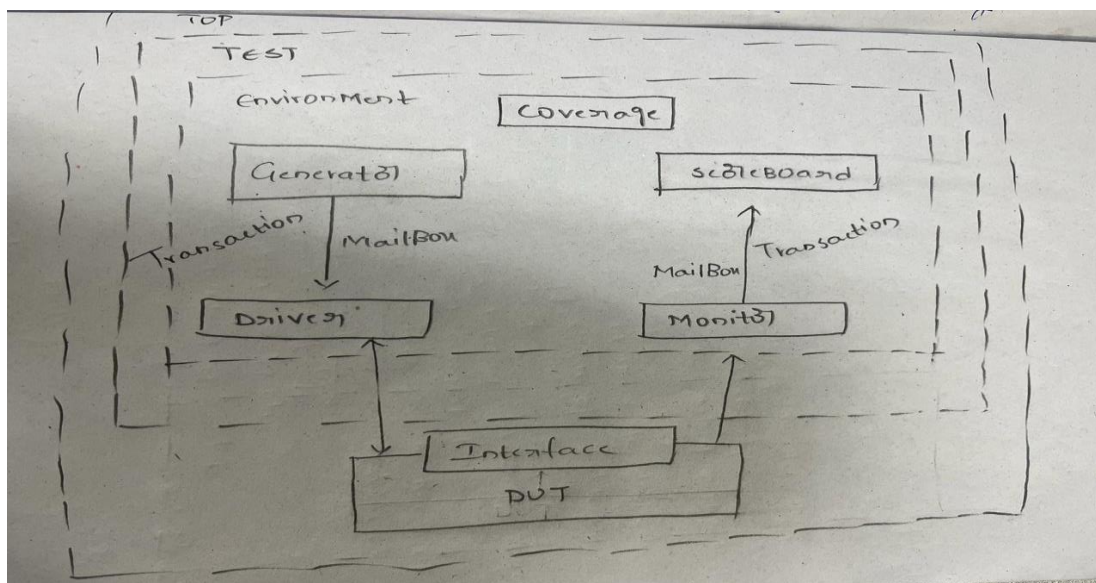 TOP
TEST
Environment
Coverage
Generator
ScoreBoard
Transaction
MailBox
Transaction
MailBox
Driver
Monitor
Interface
DUT